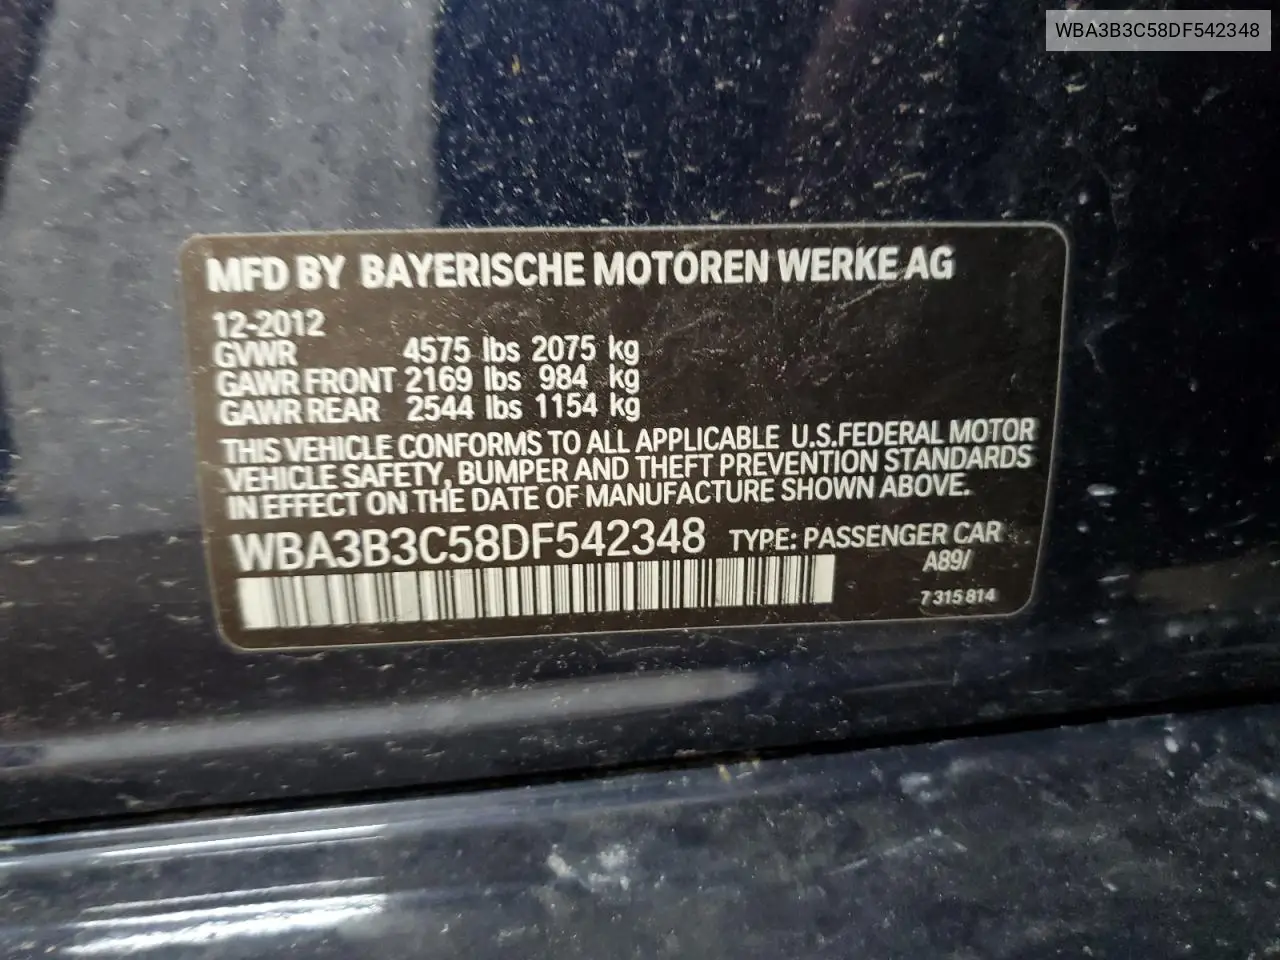 WBA3B3C58DF542348
MFD BY BAYERISCHE MOTOREN WERKE AG
12-2012
GVWR 4575 lbs 2075 kg
GAWR FRONT 2169 lbs 984 kg
GAWR REAR 2544 lbs 1154 kg
THIS VEHICLE CONFORMS TO ALL APPLICABLE U.S.FEDERAL MOTOR
VEHICLE SAFETY, BUMPER AND THEFT PREVENTION STANDARDS
IN EFFECT ON THE DATE OF MANUFACTURE SHOWN ABOVE.
WBA3B3C58DF542348 TYPE: PASSENGER CAR
A89/
7 315 814